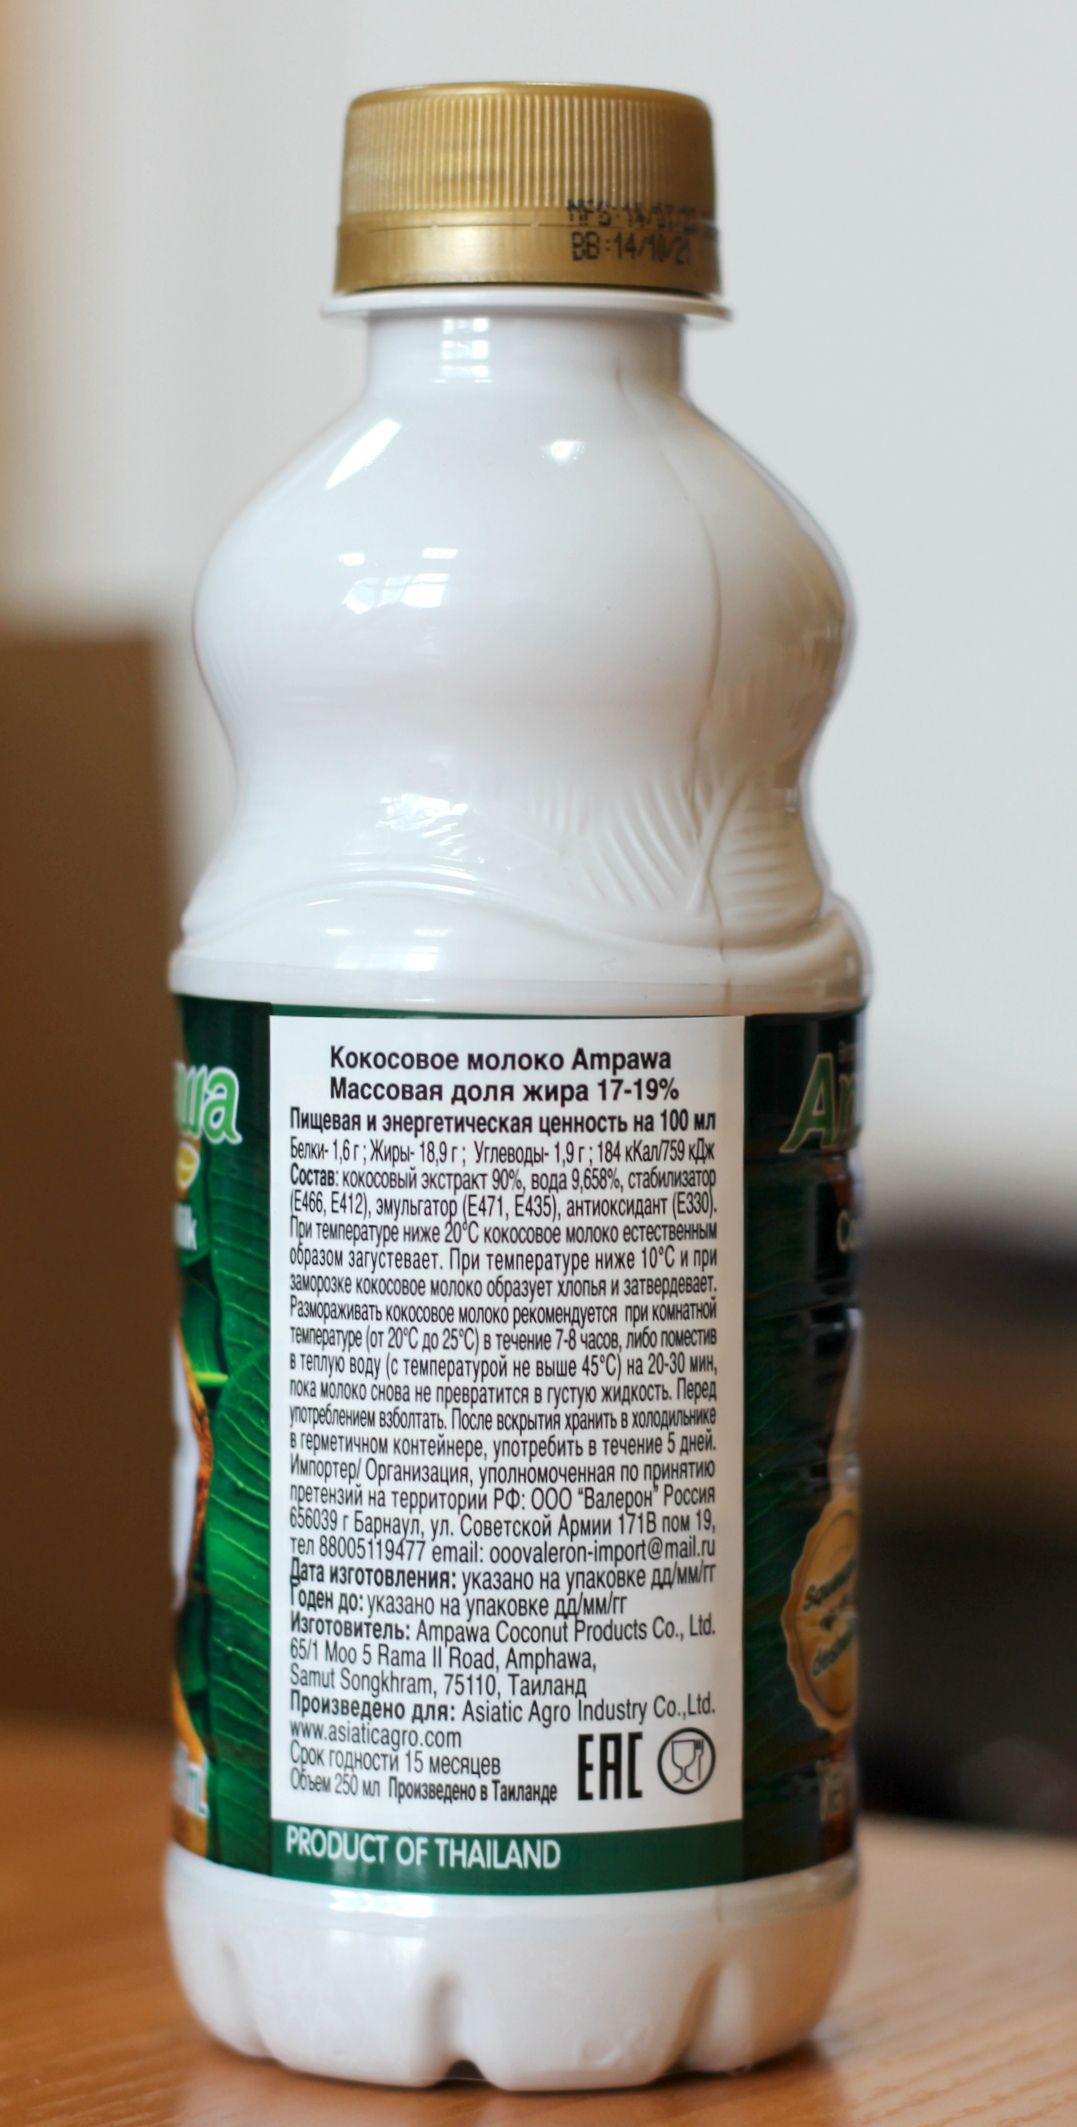 BB:14/10/21
Кокосовое молоко Ampawa
Массовая доля жира 17-19%
Пищевая и энергетическая ценность на 100 мл
Белки- 1,6 г ; Жиры- 18,9 г ; Углеводы- 1,9 г ; 184 кКал/759 кДж
Состав: кокосовый экстракт 90%, вода 9,658%, стабилизатор
(E466, E412), эмульгатор (E471, E435), антиоксидант (E330).
При температуре ниже 20°C кокосовое молоко естественным
образом загустевает. При температуре ниже 10°C и при
заморозке кокосовое молоко образует хлопья и затвердевает.
Размораживать кокосовое молоко рекомендуется при комнатной
температуре (от 20°C до 25°C) в течение 7-8 часов, либо поместив
в теплую воду (с температурой не выше 45°C) на 20-30 мин,
пока молоко снова не превратится в густую жидкость. Перед
употреблением взболтать. После вскрытия хранить в холодильнике
в герметичном контейнере, употребить в течение 5 дней.
Импортер/ Организация, уполномоченная по принятию
претензий на территории РФ: ООО "Валерон" Россия
656039 г Барнаул, ул. Советской Армии 171В пом 19,
тел 88005119477 email: ooovaleron-import@mail.ru
Дата изготовления: указано на упаковке дд/мм/гг
Годен до: указано на упаковке дд/мм/гг
Изготовитель: Ampawa Coconut Products Co., Ltd.
65/1 Moo 5 Rama II Road, Amphawa,
Samut Songkhram, 75110, Таиланд
Произведено для: Asiatic Agro Industry Co.,Ltd.
www.asiaticagro.com
Срок годности 15 месяцев
Объем 250 мл Произведено в Таиланде
EAC
PRODUCT OF THAILAND